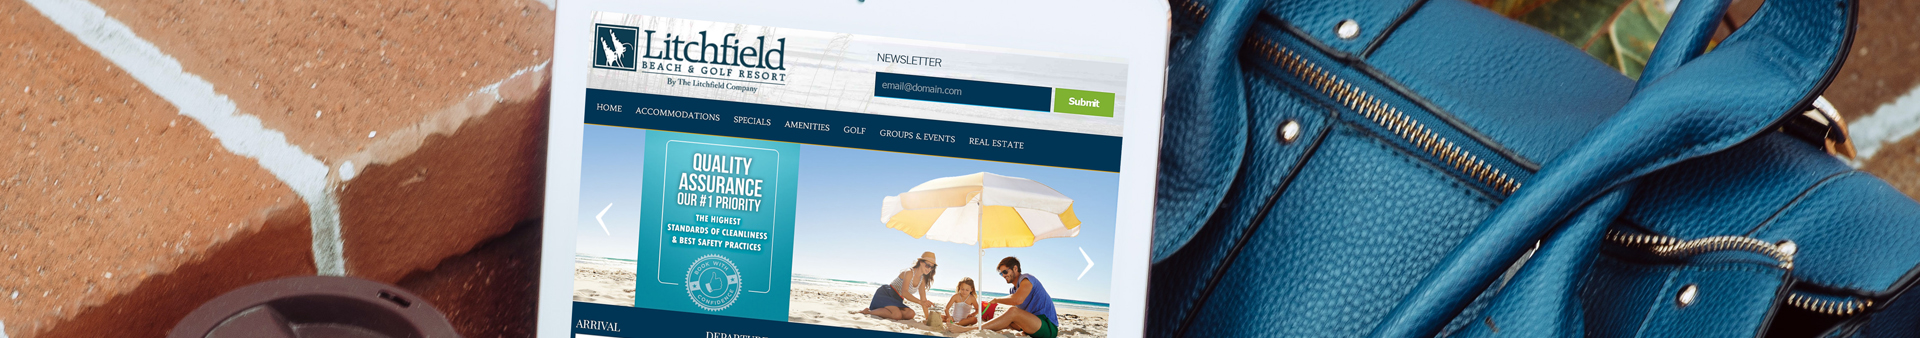 Litchfield
BEACH & GOLF RESORT
By The Litchfield Company
NEWSLETTER
email@domain.com
Submit
HOME ACCOMMODATIONS SPECIALS AMENITIES GOLF GROUPS & EVENTS REAL ESTATE
QUALITY
ASSURANCE
OUR #1 PRIORITY
THE HIGHEST
STANDARDS OF CLEANLINESS
& BEST SAFETY PRACTICES
BOOK WITH
CONFIDENCE
ARRIVAL